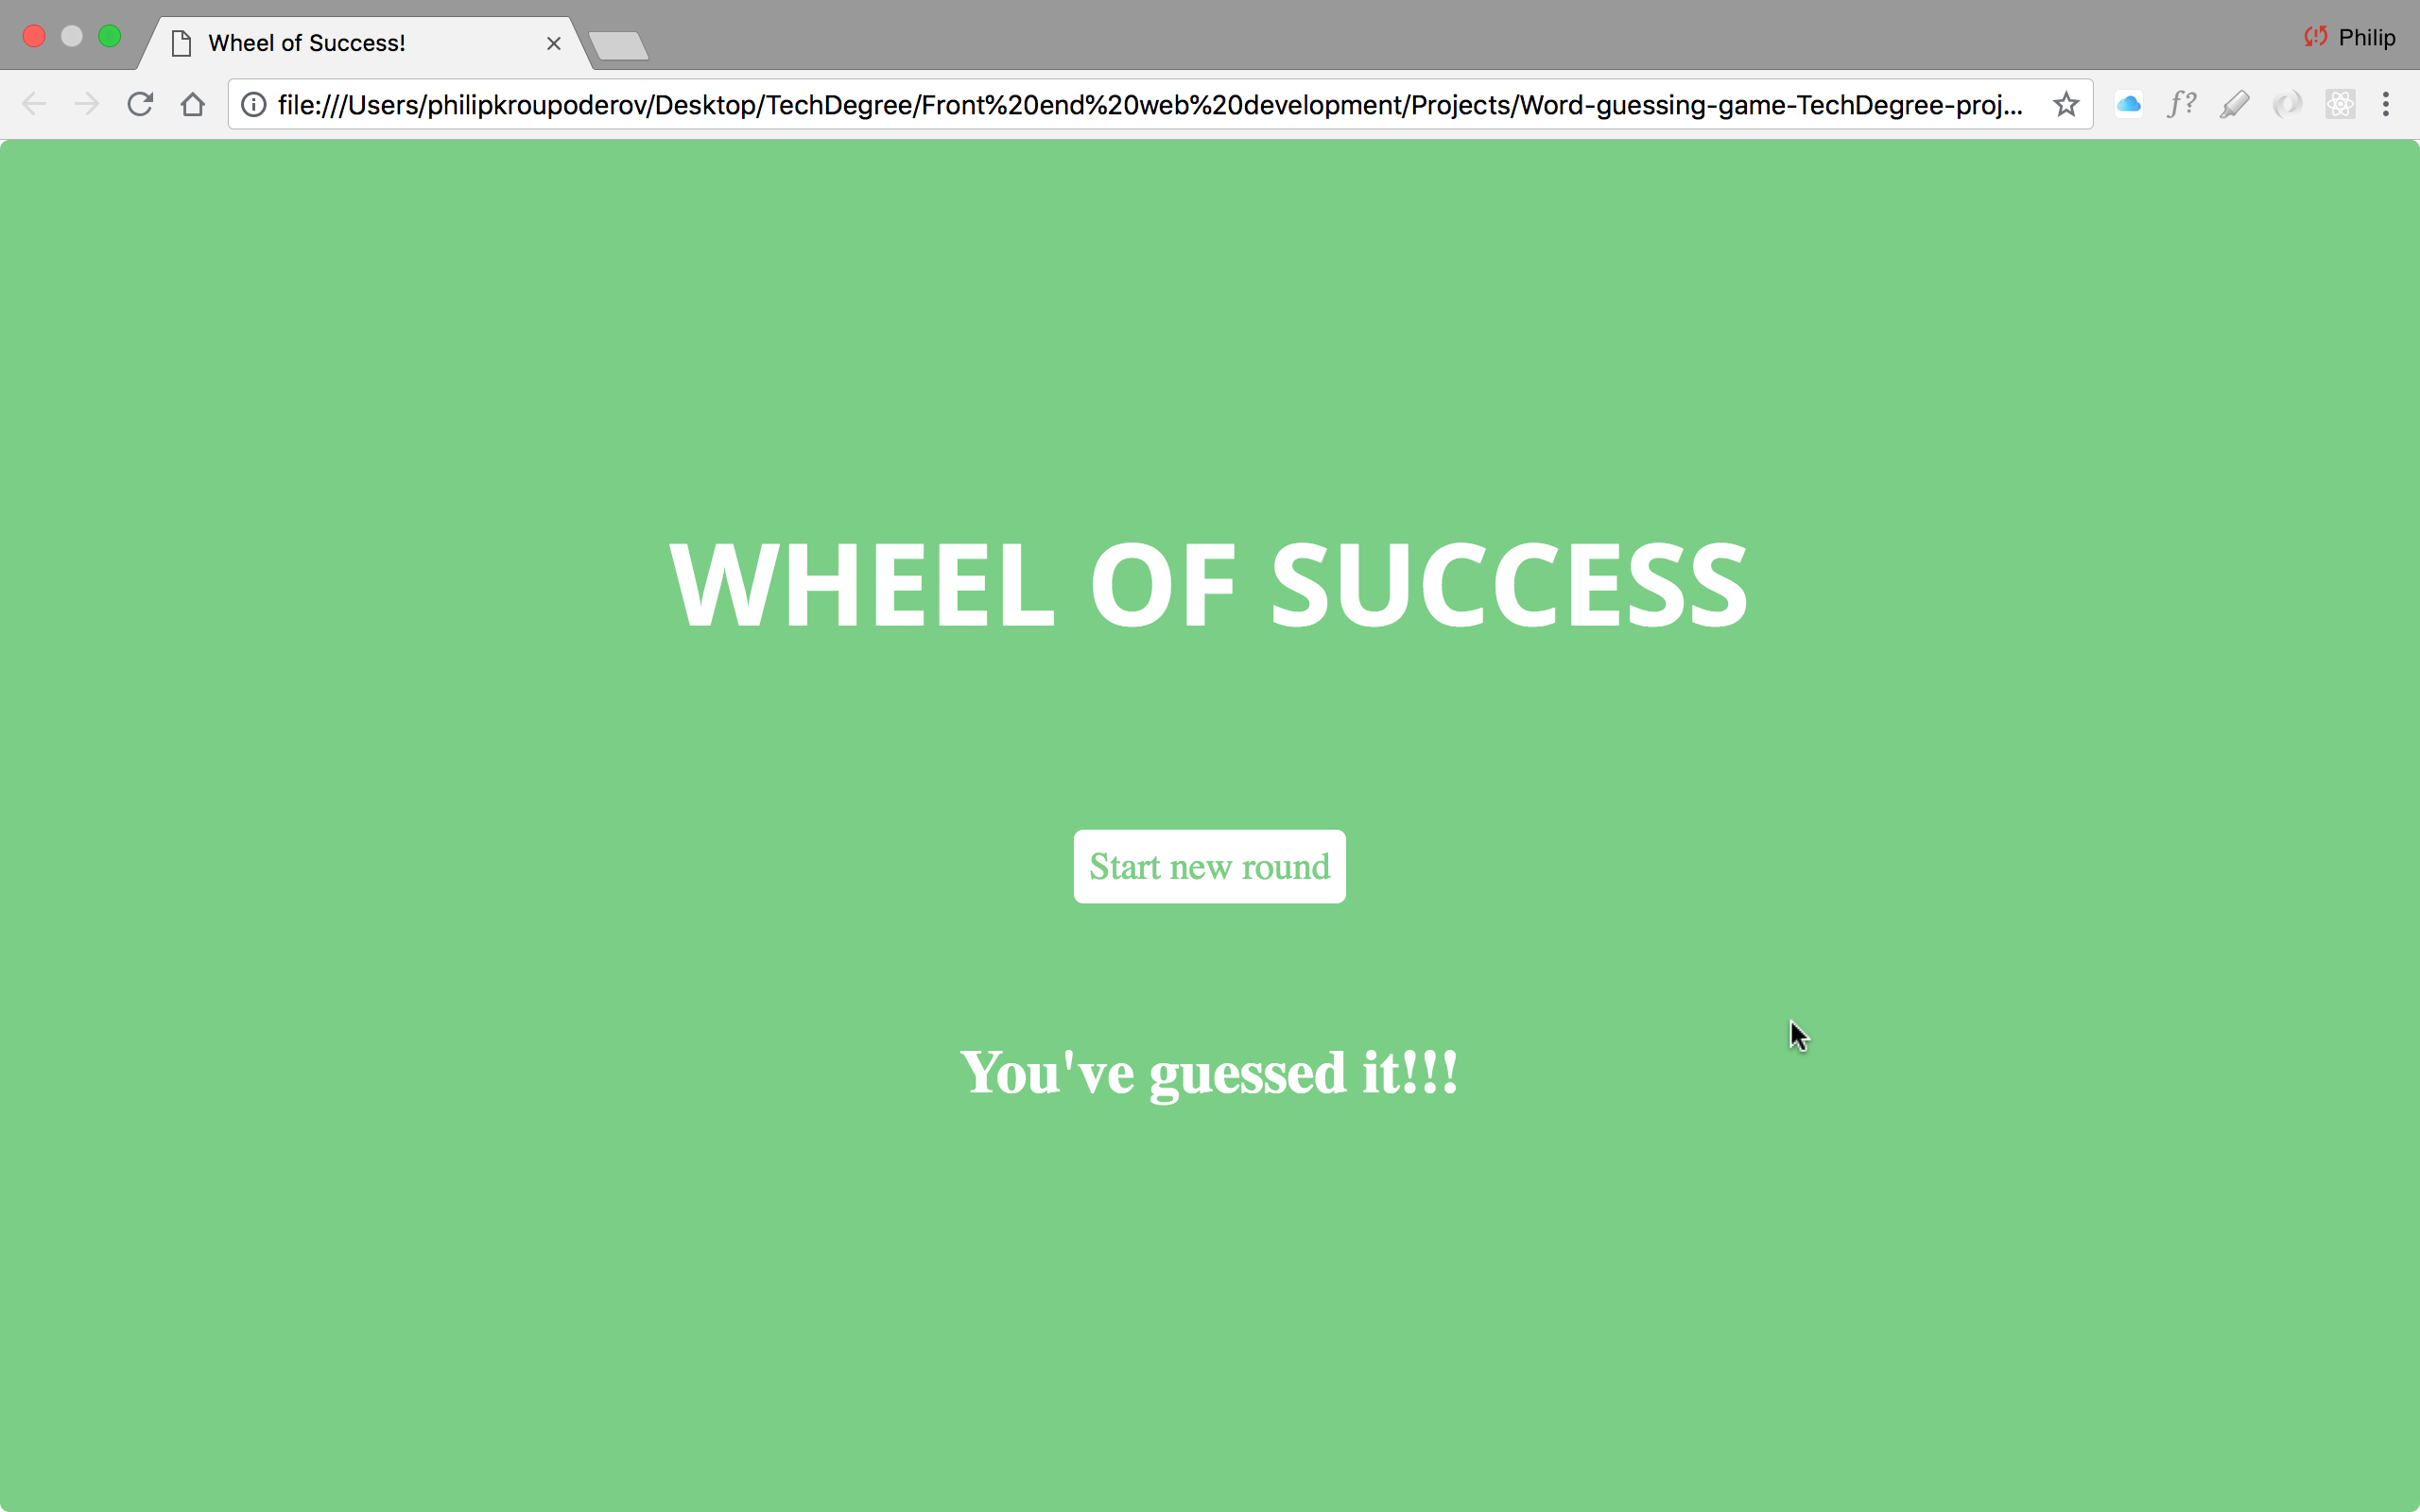 Wheel of Success!
Philip
file:///Users/philipkroupoderov/Desktop/TechDegree/Front%20end%20web%20development/Projects/Word-guessing-game-TechDegree-proj...
f?
WHEEL OF SUCCESS
Start new round
You've guessed it!!!